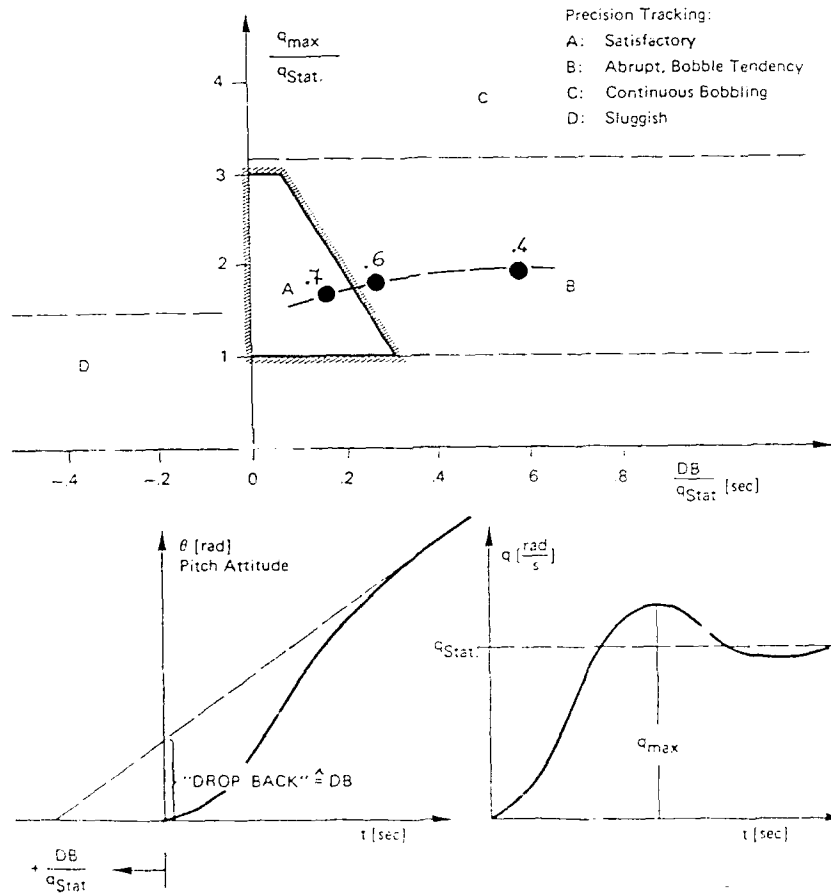 Precision Tracking:
A: Satisfactory
B: Abrupt, Bobble Tendency
C: Continuous Bobbling
D: Sluggish
q_max
q_Stat.
4
C
3
2
.7
.6
.4
A
B
1
D
-.4
-.2
0
.2
.4
.6
.8
DB
q_Stat
[sec]
θ [rad]
Pitch Attitude
"DROP BACK" ≙ DB
t [sec]
+ DB
q_Stat
q [rad
s]
q_Stat.
q_max
t [sec]